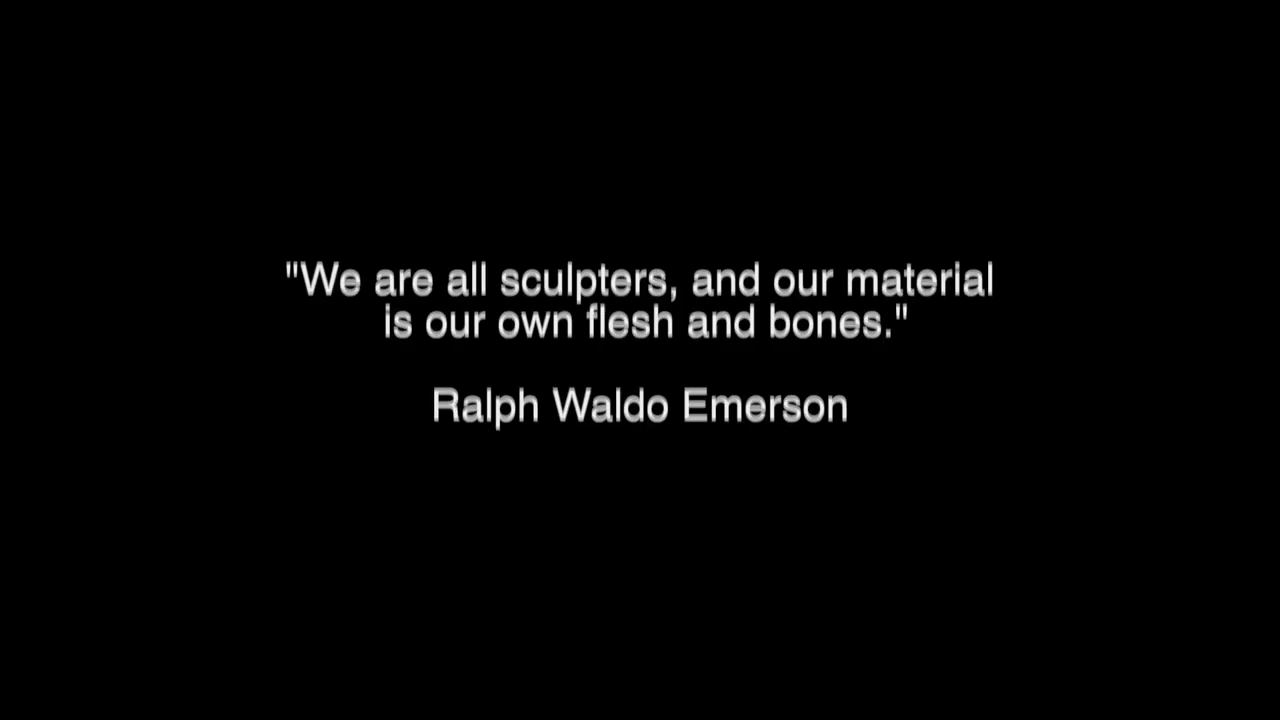 "We are all sculpters, and our material
is our own flesh and bones."
Ralph Waldo Emerson